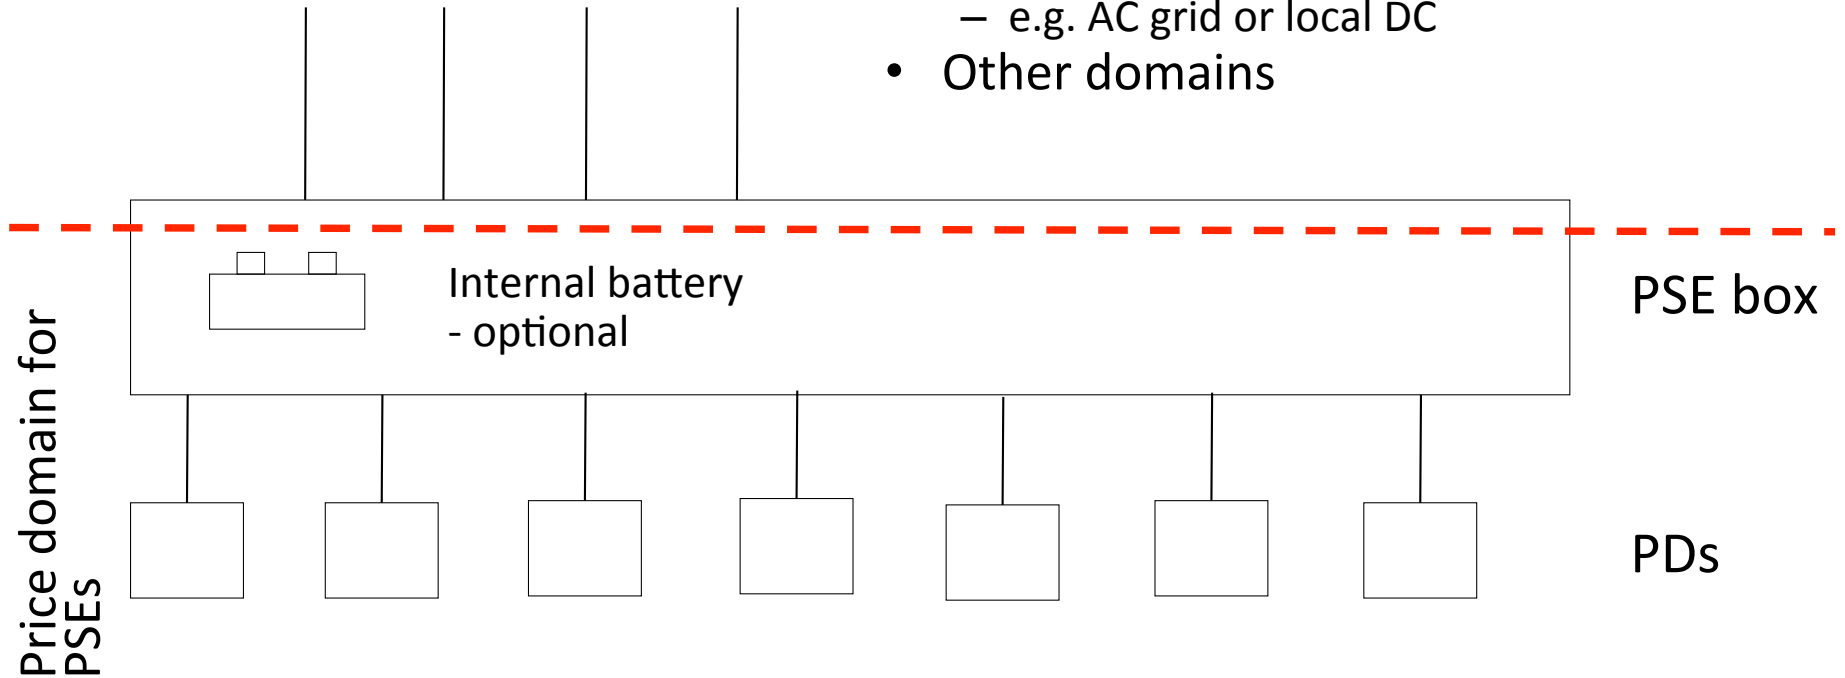 – e.g. AC grid or local DC
• Other domains
Internal battery
- optional
PSE box
Price domain for
PSEs
PDs